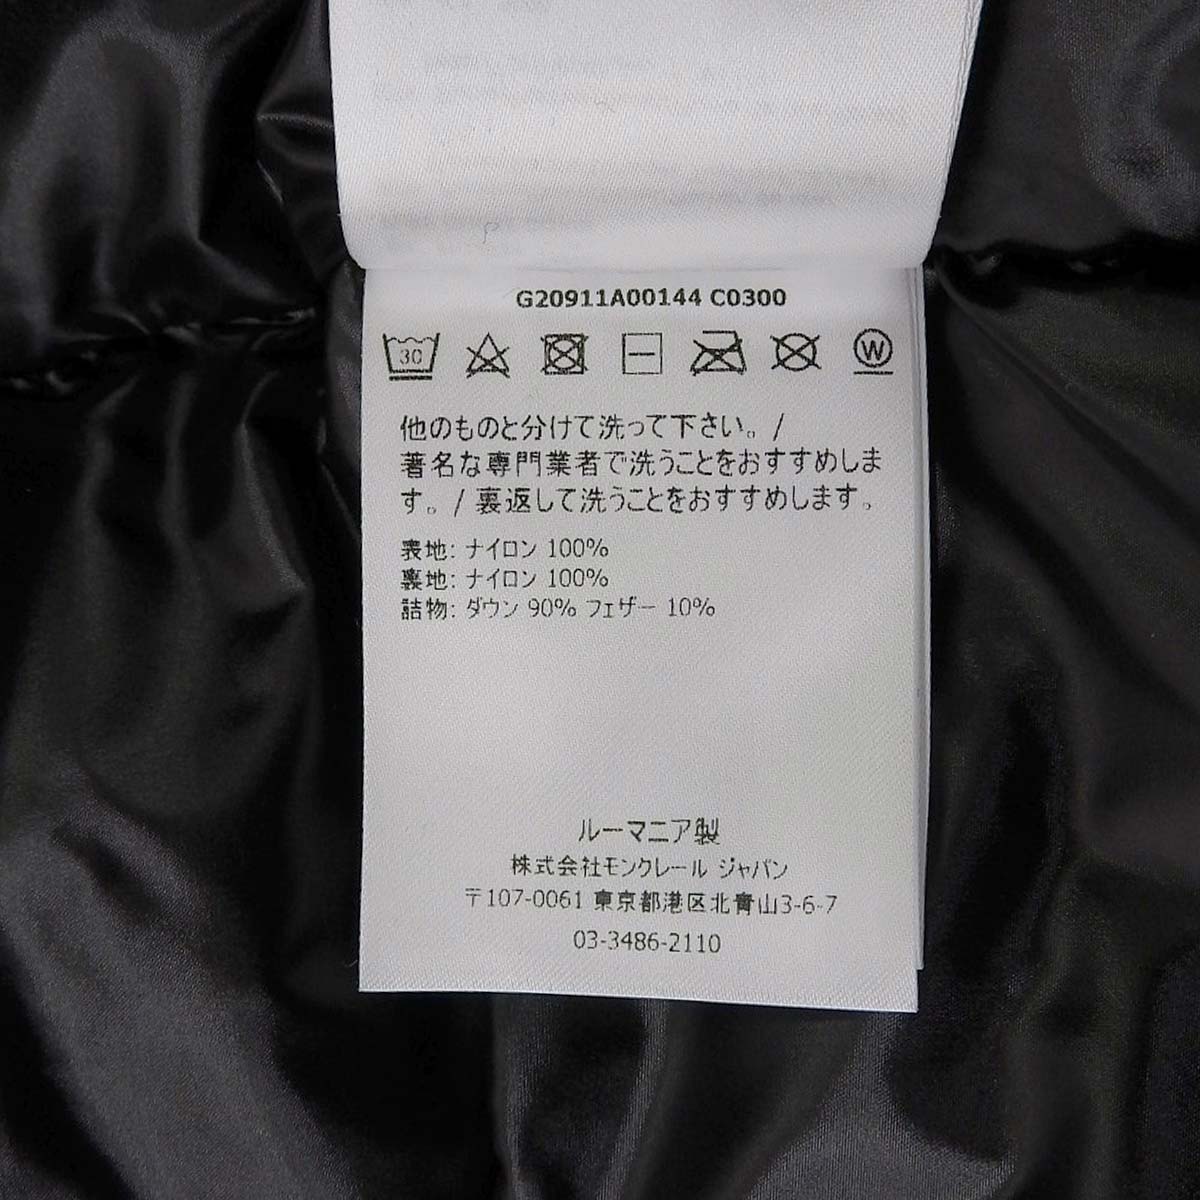 G20911A00144 C0300
30
W
他のものと分けて洗って下さい。/
著名な専門業者で洗うことをおすすめしま
す。/ 裏返して洗うことをおすすめします。
表地: ナイロン 100%
裏地: ナイロン 100%
詰物: ダウン 90% フェザー 10%
ルーマニア製
株式会社モンクレール ジャパン
〒107-0061 東京都港区北青山3-6-7
03-3486-2110